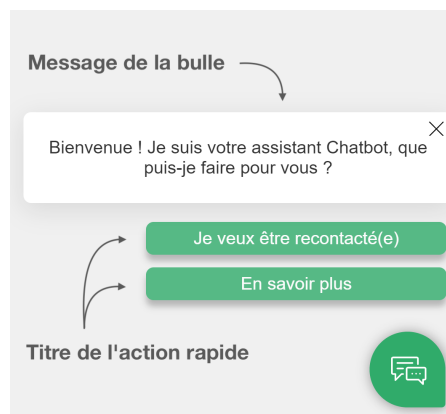 Message de la bulle
Bienvenue ! Je suis votre assistant Chatbot, que
puis-je faire pour vous ?
Je veux être recontacté(e)
En savoir plus
Titre de l'action rapide